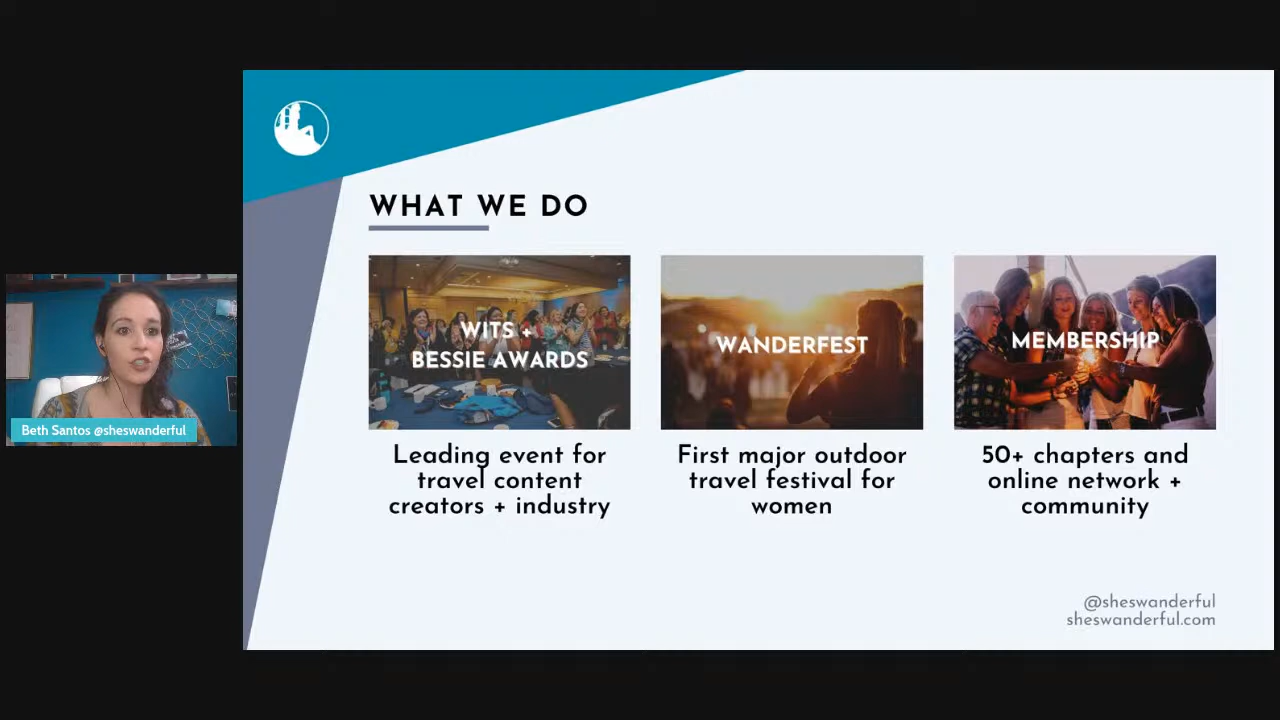 WHAT WE DO
WITS +
BESSIE AWARDS
WANDERFEST
MEMBERSHIP
Leading event for
travel content
creators + industry
First major outdoor
travel festival for
women
50+ chapters and
online network +
community
Beth Santos @sheswanderful
@sheswanderful
sheswanderful.com